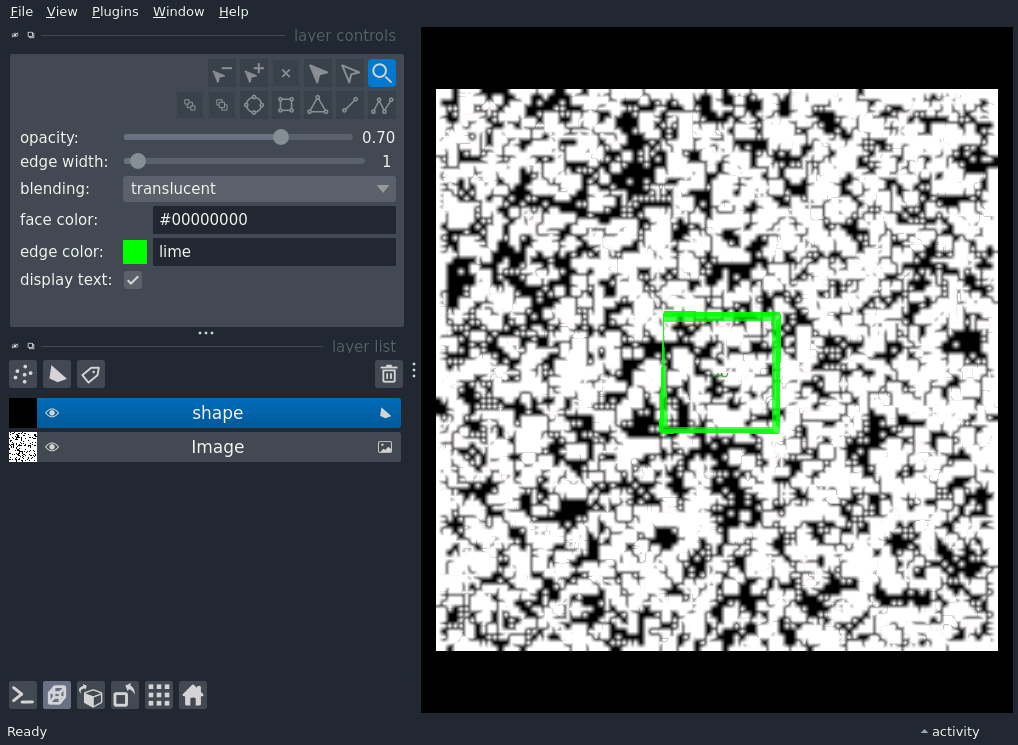 File View Plugins Window Help
layer controls
opacity: 0.70
edge width: 1
blending: translucent
face color: #00000000
edge color: lime
display text:
layer list
shape
Image
Ready
activity